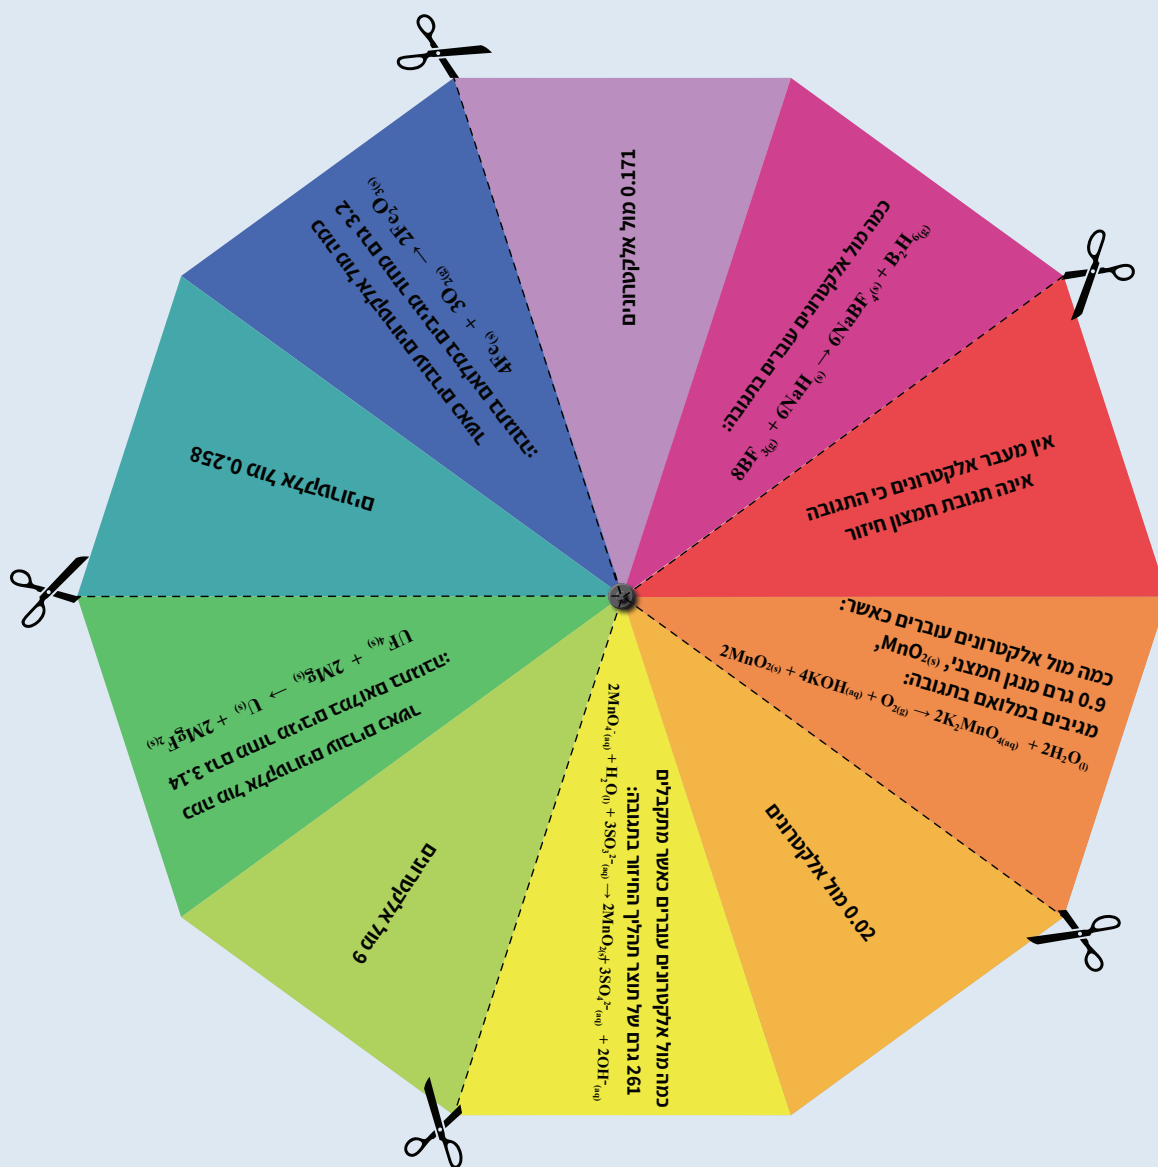 0.171 מול אלקטרונים
כמה מול אלקטרונים עוברים בתגובה:
8BF₃₍g₎ + 6NaH₍s₎ → 6NaBF₄₍s₎ + B₂H₆₍g₎
אין מעבר אלקטרונים כי התגובה
אינה תגובת חמצון חיזור
כמה מול אלקטרונים עוברים כאשר:
0.9 גרם מנגן חמצני, MnO₂₍s₎,
מגיבים במלואם בתגובה:
2MnO₂₍s₎ + 4KOH₍aq₎ + O₂₍g₎ → 2K₂MnO₄₍aq₎ + 2H₂O₍l₎
0.02 מול אלקטרונים
כמה מול אלקטרונים עוברים כאשר מתקבלים
261 גרם של תוצר תהליך החיזור בתגובה:
2MnO₄⁻₍aq₎ + H₂O₍l₎ + 3SO₃²⁻₍aq₎ → 2MnO₂₍s₎+ 3SO₄²⁻₍aq₎ + 2OH⁻₍aq₎
9 מול אלקטרונים
כמה מול אלקטרונים עוברים כאשר
3.14 גרם מחזר מגיבים במלואם בתגובה:
UF₄₍s₎ + 2Mg₍s₎ → U₍s₎ + 2MgF₂₍s₎
0.258 מול אלקטרונים
כמה מול אלקטרונים עוברים כאשר
3.2 גרם מחזר מגיבים במלואם בתגובה:
4Fe₍s₎ + 3O₂₍g₎ → 2Fe₂O₃₍s₎